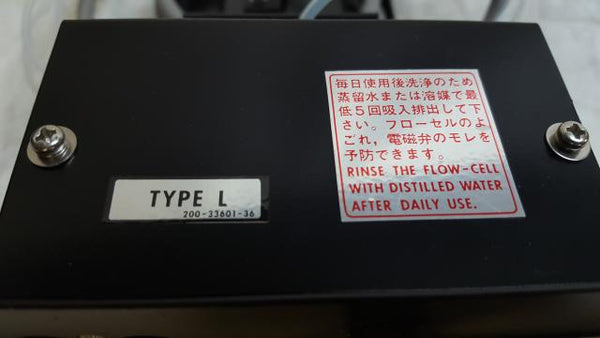 毎日使用後洗浄のため
蒸留水または溶媒で最
低5回吸入排出して下
さい。フローセルのよ
ごれ，電磁弁のモレを
予防できます。
RINSE THE FLOW-CELL
WITH DISTILLED WATER
AFTER DAILY USE.
TYPE L
200-33601-36